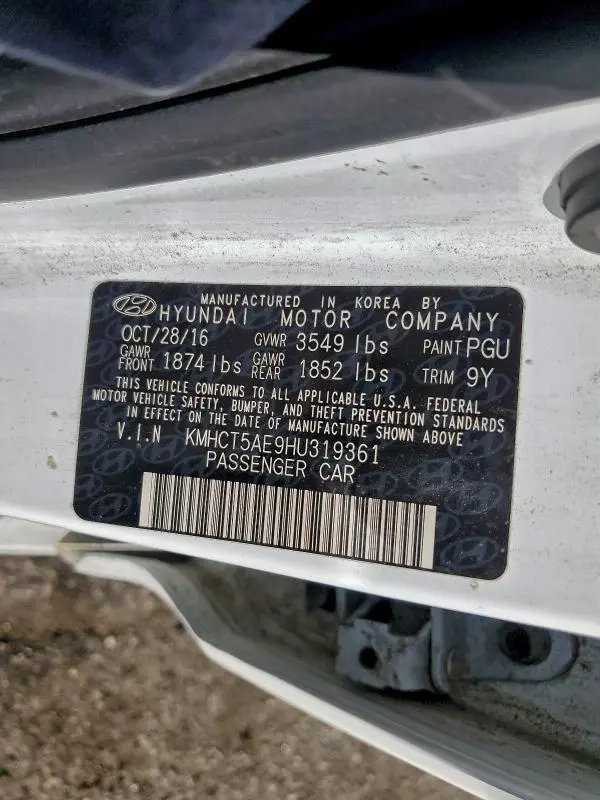 MANUFACTURED IN KOREA BY
HYUNDAI MOTOR COMPANY
OCT/28/16 GVWR 3549 lbs PAINT PGU
GAWR FRONT 1874 lbs GAWR REAR 1852 lbs TRIM 9Y
THIS VEHICLE CONFORMS TO ALL APPLICABLE U.S.A. FEDERAL
MOTOR VEHICLE SAFETY, BUMPER, AND THEFT PREVENTION STANDARDS
IN EFFECT ON THE DATE OF MANUFACTURE SHOWN ABOVE
V.I.N KMHCT5AE9HU319361
PASSENGER CAR